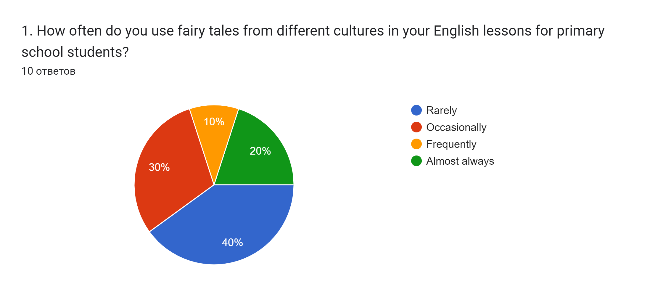 1. How often do you use fairy tales from different cultures in your English lessons for primary
school students?
10 ответов
10%
20%
30%
40%
Rarely
Occasionally
Frequently
Almost always